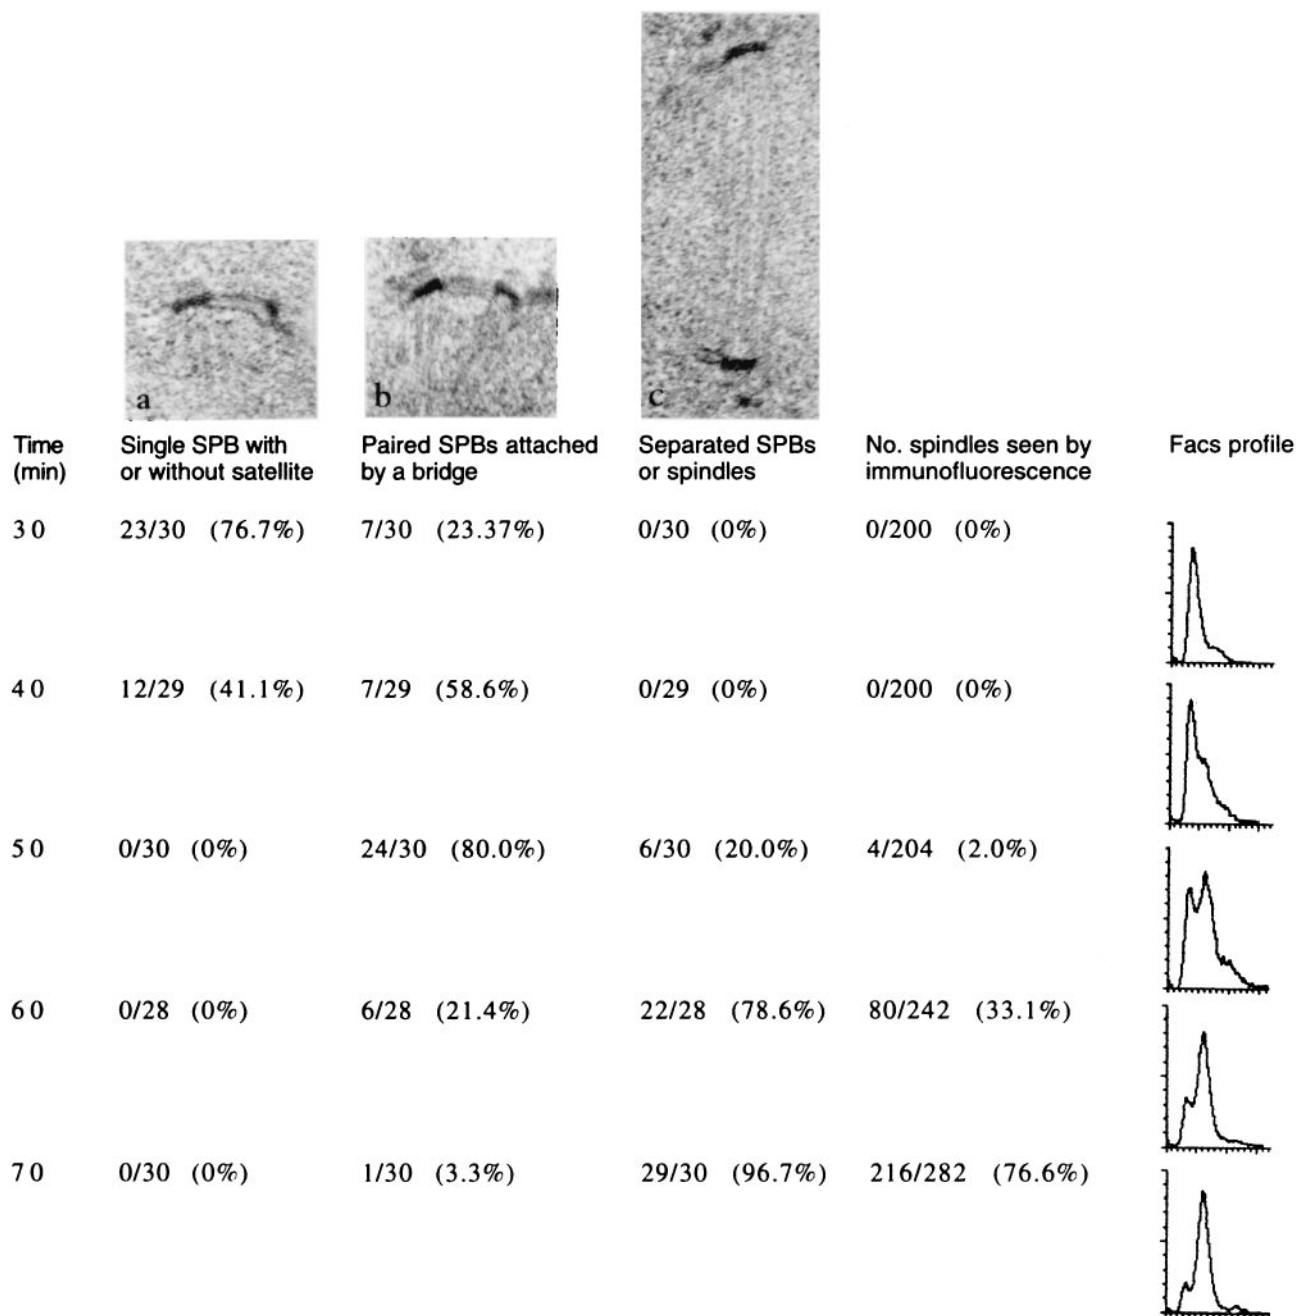 a
b
c
Time (min)
Single SPB with or without satellite
Paired SPBs attached by a bridge
Separated SPBs or spindles
No. spindles seen by immunofluorescence
Facs profile
30 23/30 (76.7%) 7/30 (23.37%) 0/30 (0%) 0/200 (0%)
40 12/29 (41.1%) 7/29 (58.6%) 0/29 (0%) 0/200 (0%)
50 0/30 (0%) 24/30 (80.0%) 6/30 (20.0%) 4/204 (2.0%)
60 0/28 (0%) 6/28 (21.4%) 22/28 (78.6%) 80/242 (33.1%)
70 0/30 (0%) 1/30 (3.3%) 29/30 (96.7%) 216/282 (76.6%)